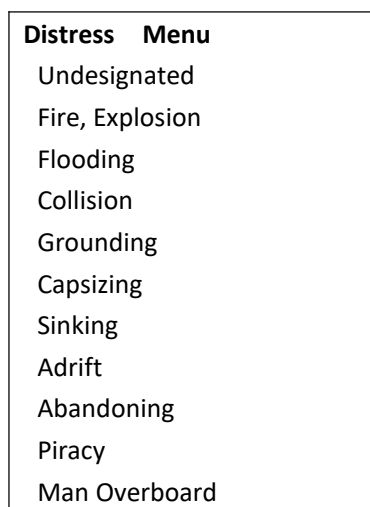 Distress Menu
Undesignated
Fire, Explosion
Flooding
Collision
Grounding
Capsizing
Sinking
Adrift
Abandoning
Piracy
Man Overboard